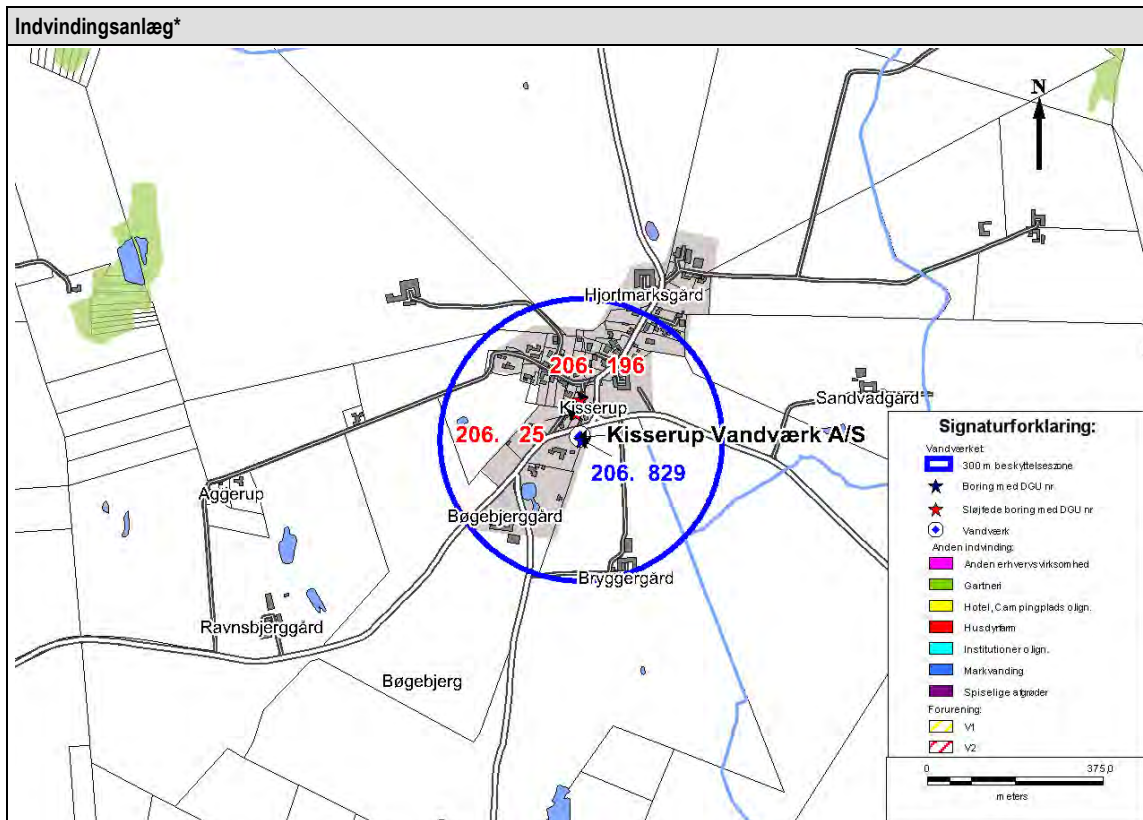 Indvindingsanlæg*
N
Hjortmarksgård
206. 196
Kisserup
Sandvadgård
206. 25
Kisserup Vandværk A/S
206. 829
Aggerup
Bøgebjerggård
Bryggergård
Ravnsbjerggård
Bøgebjerg
Signaturforklaring:
Vandværket:
300 m beskyttelseszone
Boring med DGU nr
Sløjfede boring med DGU nr
Vandværk
Anden indvinding:
Anden erhvervsvirksomhed
Gartneri
Hotel, Campingplads o.lign.
Husdyrfarm
Institutioner o.lign.
Markvanding
Spiselige afgrøder
Forurening:
V1
V2
0 375,0
meters